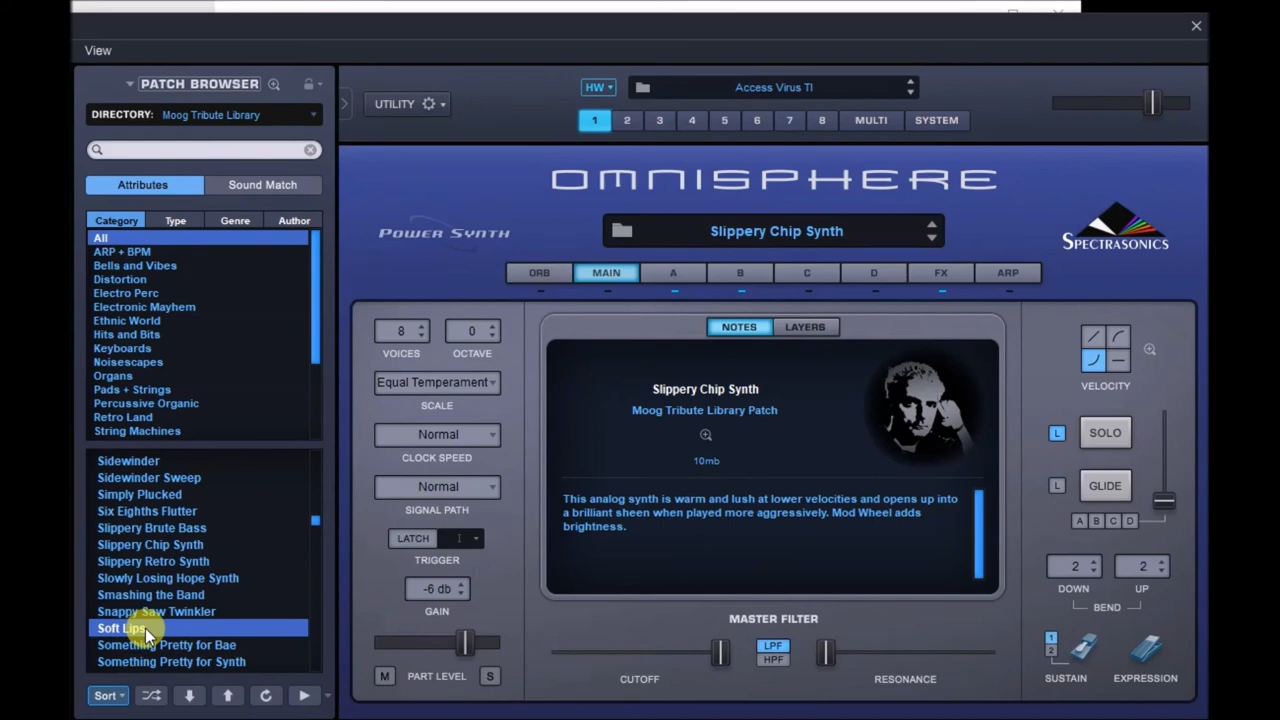 View
PATCH BROWSER
DIRECTORY: Moog Tribute Library
Attributes
Sound Match
Category
Type
Genre
Author
All
ARP + BPM
Bells and Vibes
Distortion
Electro Perc
Electronic Mayhem
Ethnic World
Hits and Bits
Keyboards
Noisescapes
Organs
Pads + Strings
Percussive Organic
Retro Land
String Machines
Sidewinder
Sidewinder Sweep
Simply Plucked
Six Eighths Flutter
Slippery Brute Bass
Slippery Chip Synth
Slippery Retro Synth
Slowly Losing Hope Synth
Smashing the Band
Snappy Saw Twinkler
Soft Lips
Something Pretty for Bae
Something Pretty for Synth
Sort
UTILITY
HW
Access Virus TI
1 2 3 4 5 6 7 8 MULTI SYSTEM
OMNISPHERE
POWER SYNTH
Slippery Chip Synth
SPECTRASONICS
ORB MAIN A B C D FX ARP
8
0
VOICES
OCTAVE
Equal Temperament
SCALE
Normal
CLOCK SPEED
Normal
SIGNAL PATH
LATCH
TRIGGER
-6 db
GAIN
M
PART LEVEL
S
NOTES
LAYERS
Slippery Chip Synth
Moog Tribute Library Patch
10mb
This analog synth is warm and lush at lower velocities and opens up into
a brilliant sheen when played more aggressively. Mod Wheel adds
brightness.
MASTER FILTER
LPF
HPF
CUTOFF
RESONANCE
VELOCITY
L
SOLO
L
GLIDE
A B C D
2
2
DOWN
UP
BEND
1
2
SUSTAIN
EXPRESSION